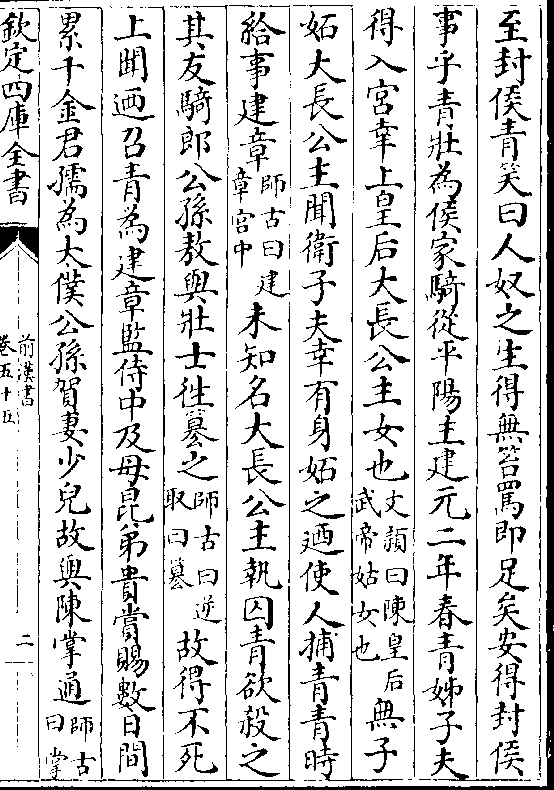 至封侯青笑曰人奴之生得無笞罵即足矣安得封侯
事乎青壯為侯家騎從平陽主建元二年春青姊子夫
得入宮幸上皇后大長公主女也文頴曰陳皇后武帝姑女也無子
妬大長公主聞衛子夫幸有身妬之廼使人捕青青時
給事建章師古曰建章宮中未知名大長公主執囚青欲殺之
其友騎郎公孫敖與壯士往簒之師古曰逆取曰簒故得不死
上聞廼召青為建章監侍中及母昆弟貴賞賜數日間
累千金君孺為太僕公孫賀妻少兒故與陳掌通師古曰掌
欽定四庫全書
前漢書
卷五十五
二